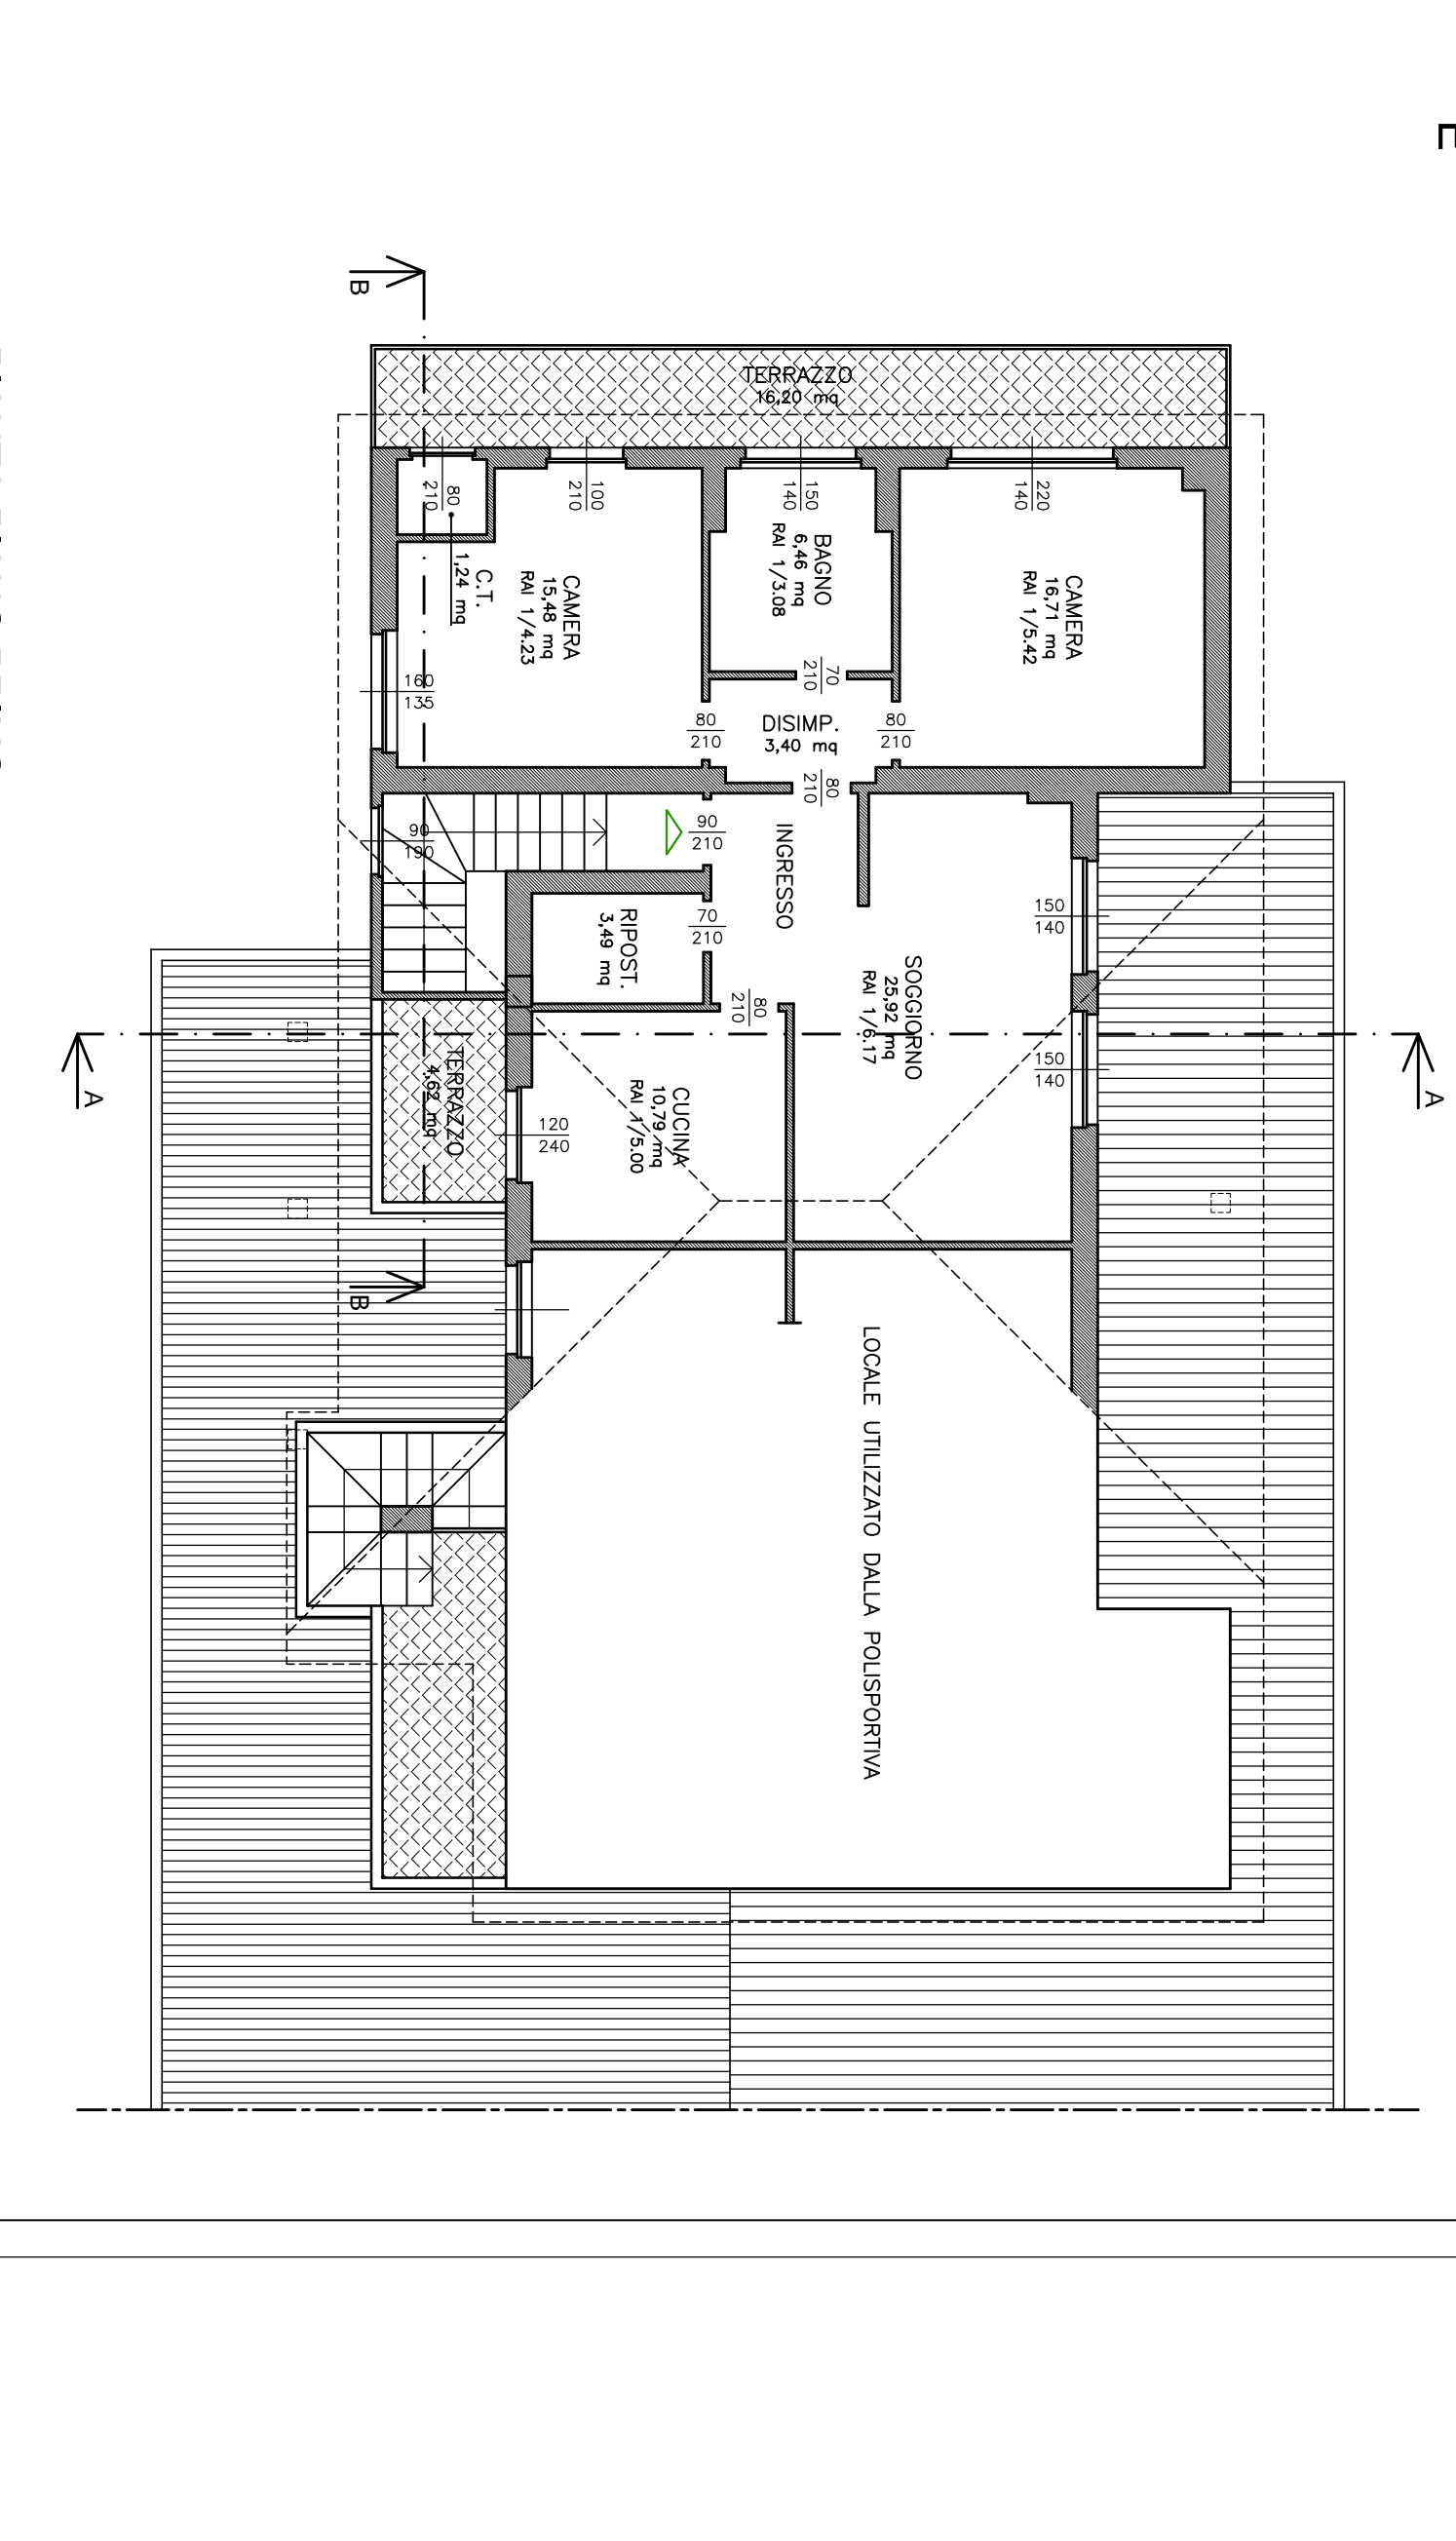 B
TERRAZZO
16,20 mq
80
210
100
210
150
140
220
140
C.T.
1,24 mq
CAMERA
15,48 mq
RAI 1/4.23
BAGNO
6,46 mq
RAI 1/3.08
CAMERA
16,71 mq
RAI 1/5.42
160
135
70
210
80
210
DISIMP.
3,40 mq
80
210
80
210
90
190
90
210
INGRESSO
RIPOST.
3,49 mq
70
210
150
140
80
210
SOGGIORNO
25,92 mq
RAI 1/6.17
150
140
A
A
TERRAZZO
4,62 mq
120
240
CUCINA
10,79 mq
RAI 1/5.00
B
LOCALE UTILIZZATO DALLA POLISPORTIVA